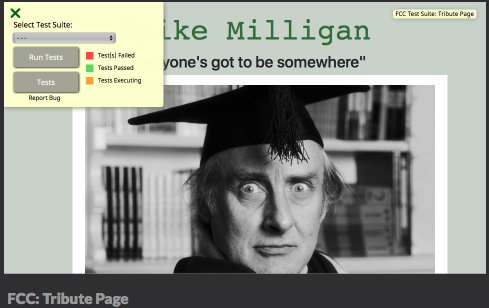 ike Milligan
yone's got to be somewhere"
FCC Test Suite: Tribute Page
Select Test Suite:
---
Run Tests
Test(s) Failed
Tests Passed
Tests
Tests Executing
Report Bug
FCC: Tribute Page